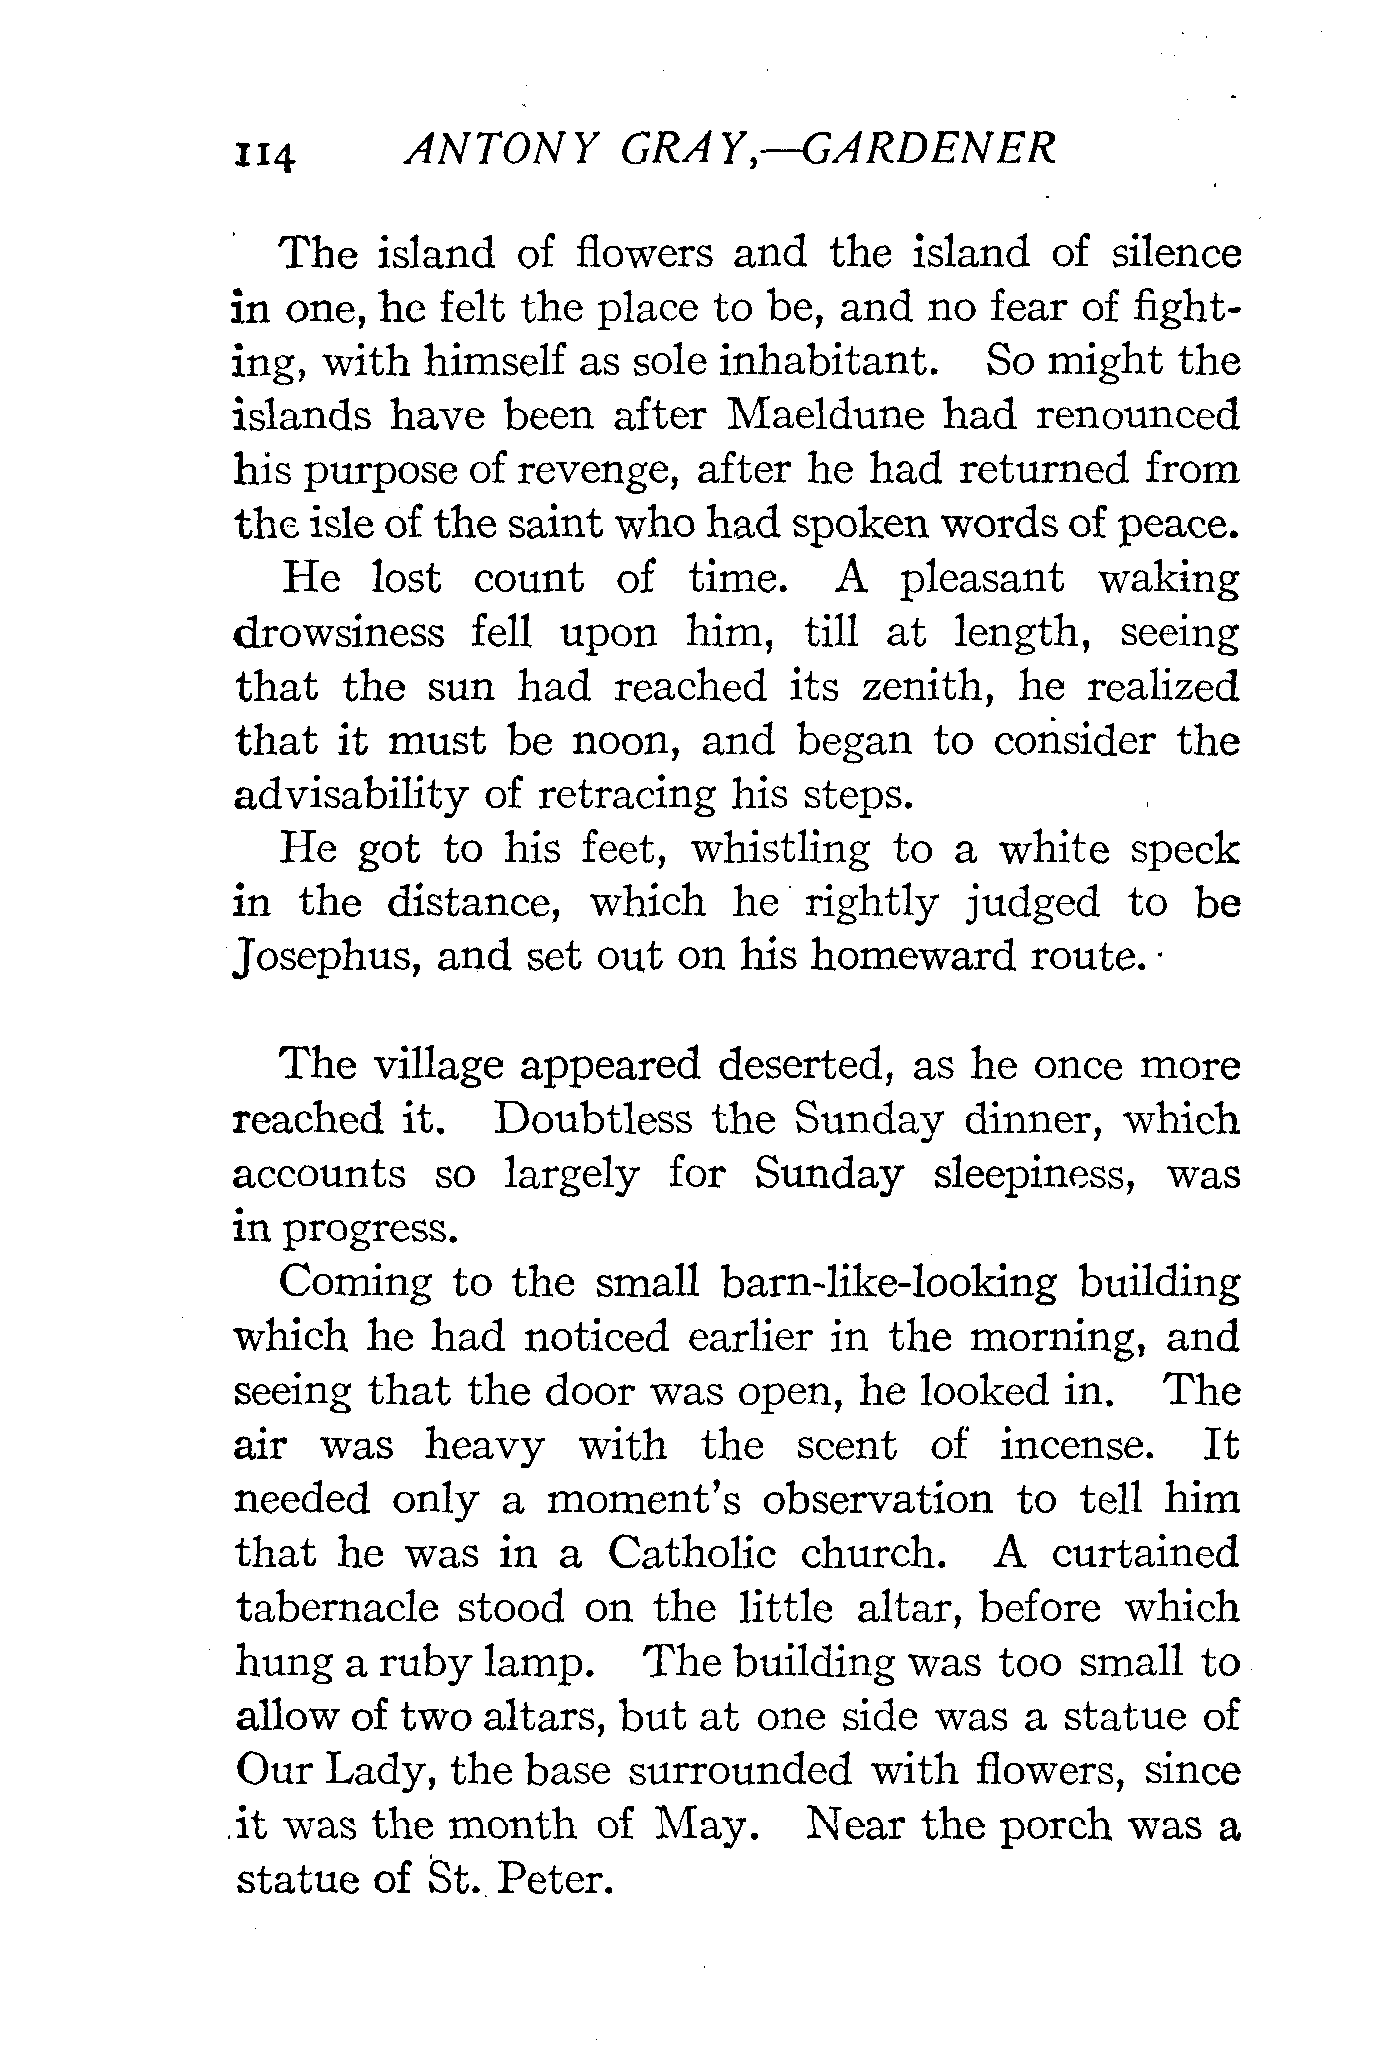 114 ANTONY GRAY,—GARDENER
The island of flowers and the island of silence
in one, he felt the place to be, and no fear of fight-
ing, with himself as sole inhabitant. So might the
islands have been after Maeldune had renounced
his purpose of revenge, after he had returned from
the isle of the saint who had spoken words of peace.
He lost count of time. A pleasant waking
drowsiness fell upon him, till at length, seeing
that the sun had reached its zenith, he realized
that it must be noon, and began to consider the
advisability of retracing his steps.
He got to his feet, whistling to a white speck
in the distance, which he rightly judged to be
Josephus, and set out on his homeward route.
The village appeared deserted, as he once more
reached it. Doubtless the Sunday dinner, which
accounts so largely for Sunday sleepiness, was
in progress.
Coming to the small barn-like-looking building
which he had noticed earlier in the morning, and
seeing that the door was open, he looked in. The
air was heavy with the scent of incense. It
needed only a moment's observation to tell him
that he was in a Catholic church. A curtained
tabernacle stood on the little altar, before which
hung a ruby lamp. The building was too small to
allow of two altars, but at one side was a statue of
Our Lady, the base surrounded with flowers, since
it was the month of May. Near the porch was a
statue of St. Peter.